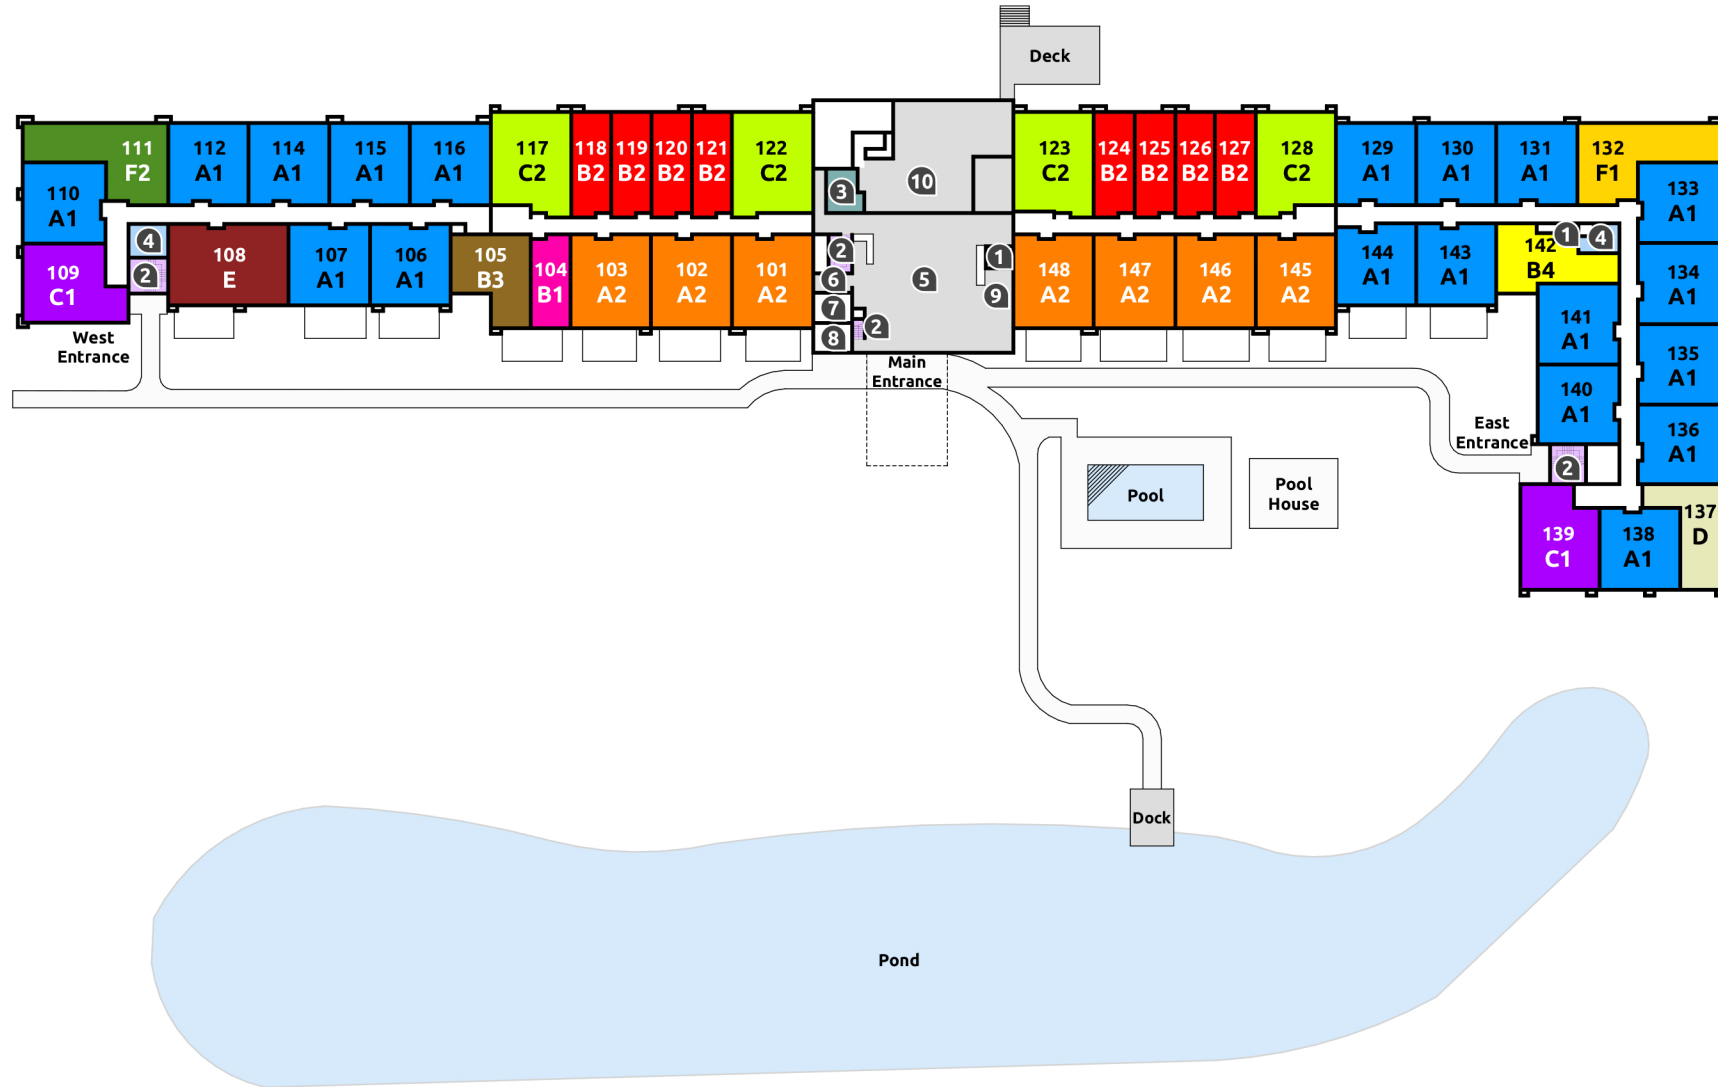 Deck
111
F2
112
A1
114
A1
115
A1
116
A1
117
C2
118
B2
119
B2
120
B2
121
B2
122
C2
123
C2
124
B2
125
B2
126
B2
127
B2
128
C2
129
A1
130
A1
131
A1
132
F1
110
A1
3
10
133
A1
4
108
E
107
A1
106
A1
105
B3
104
B1
103
A2
102
A2
101
A2
2
1
148
A2
147
A2
146
A2
145
A2
144
A1
143
A1
142
B4
1
4
109
C1
2
6
5
9
134
A1
7
8
2
141
A1
West
Entrance
Main
Entrance
135
A1
140
A1
East
Entrance
136
A1
2
Pool
Pool
House
139
C1
138
A1
137
D
Dock
Pond